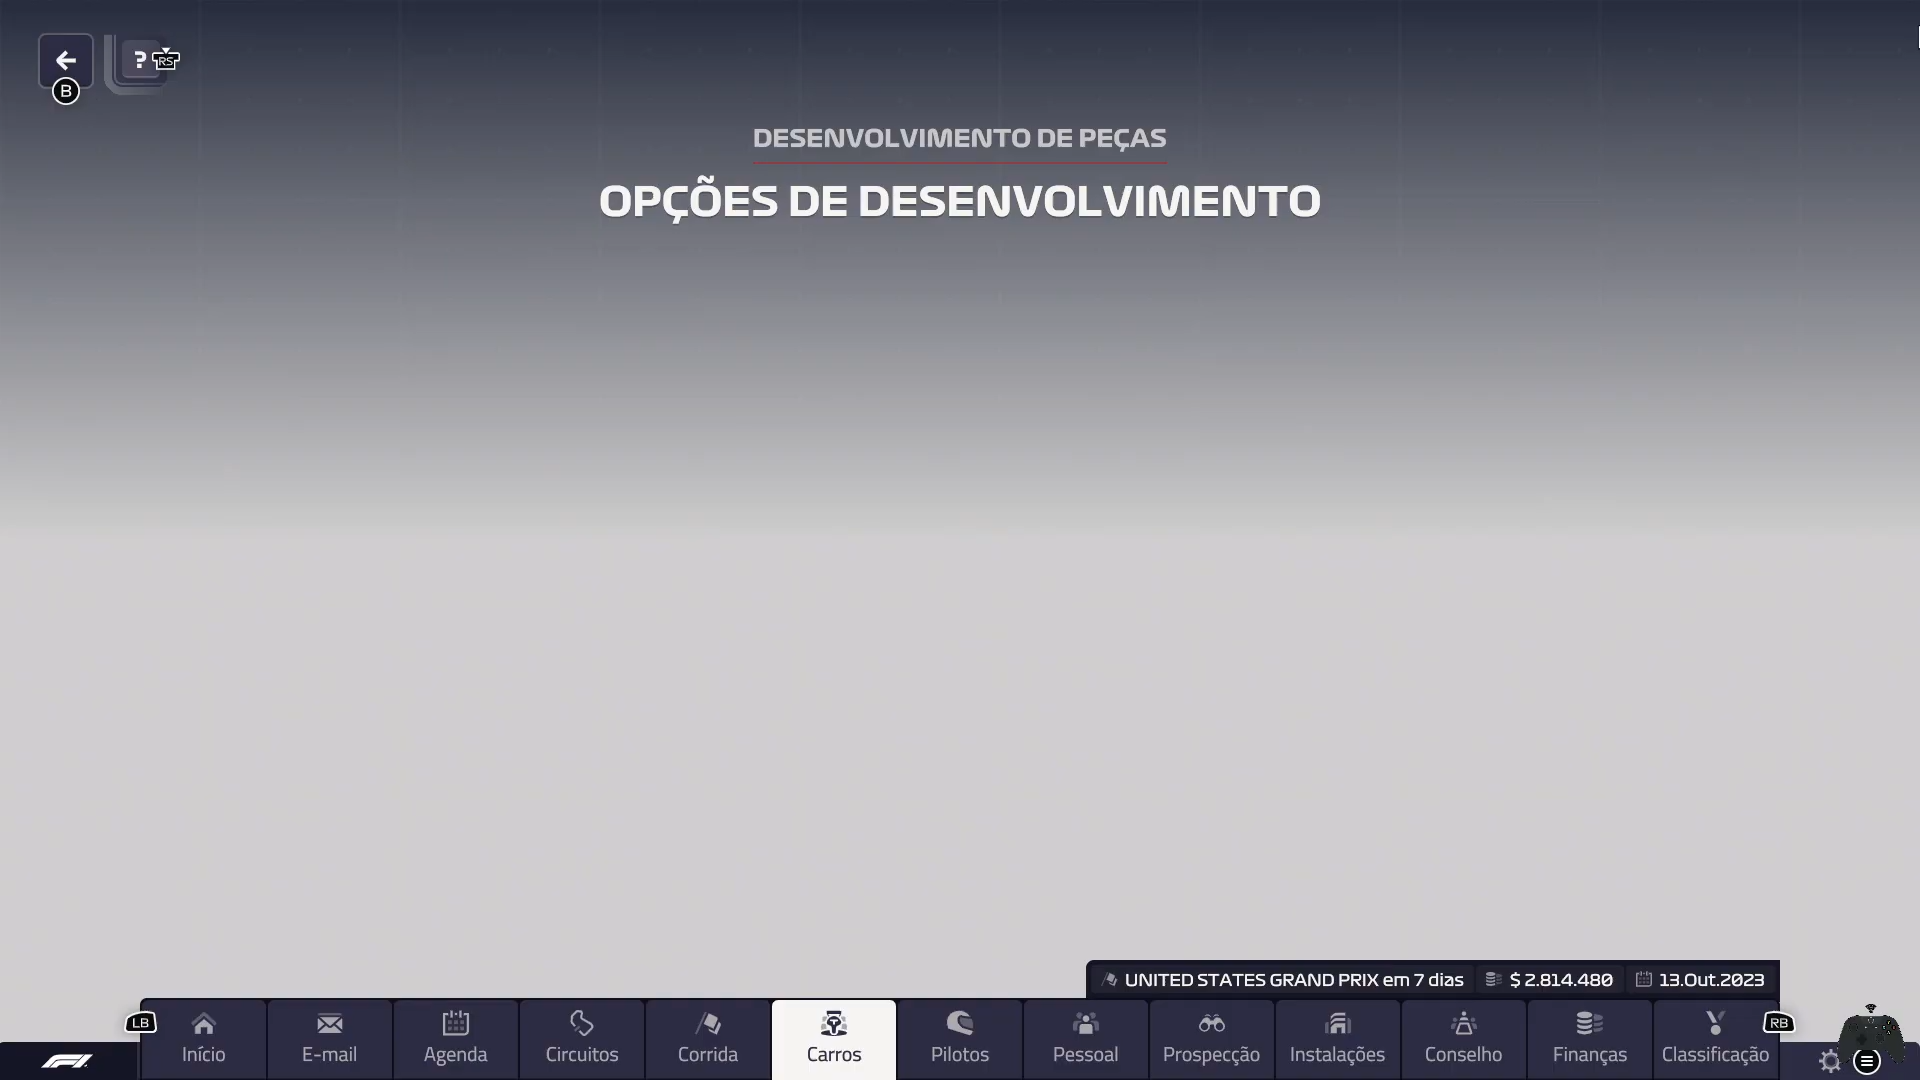 B
? RS
DESENVOLVIMENTO DE PEÇAS
OPÇÕES DE DESENVOLVIMENTO
UNITED STATES GRAND PRIX em 7 dias
$ 2.814.480
13.Out.2023
LB
Início
E-mail
Agenda
Circuitos
Corrida
Carros
Pilotos
Pessoal
Prospecção
Instalações
Conselho
Finanças
Classificação
RB
F1